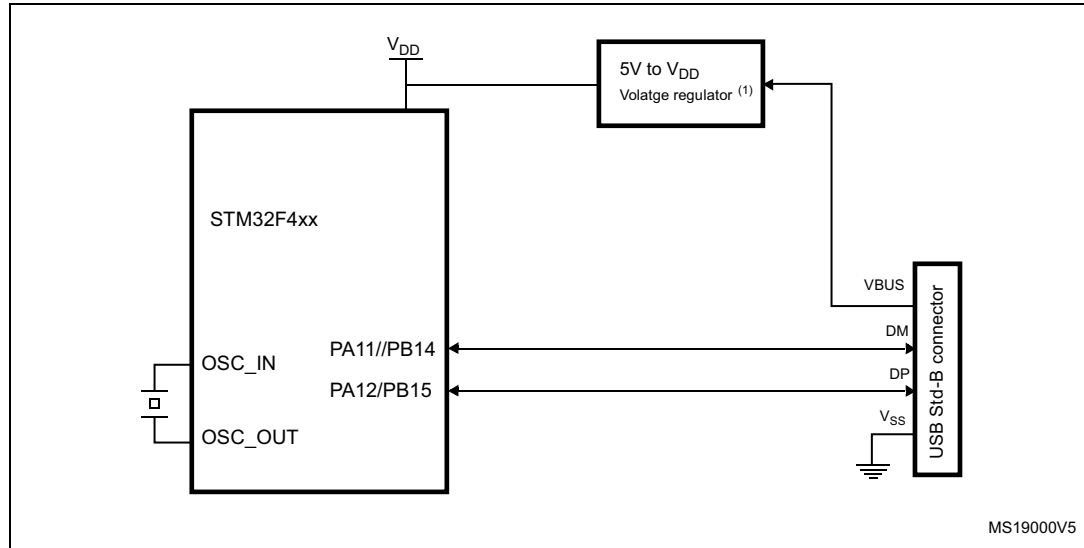 V_DD
5V to V_DD
Volatge regulator (1)
STM32F4xx
VBUS
PA11//PB14
DM
OSC_IN
PA12/PB15
DP
OSC_OUT
V_SS
USB Std-B connector
MS19000V5